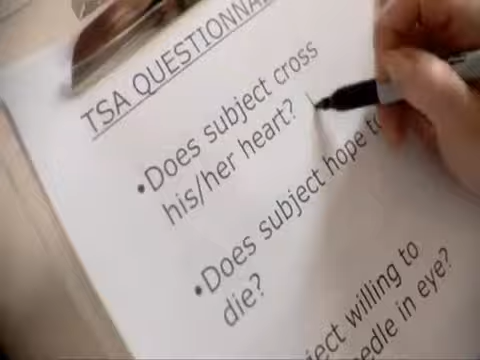 TSA QUESTIONNA
•Does subject cross
his/her heart?
•Does subject hope to
die?
ject willing to
edle in eye?